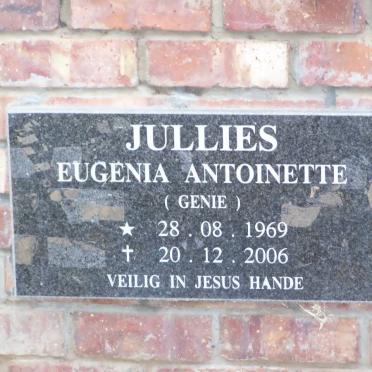 JULLIES
EUGENIA ANTOINETTE
( GENIE )
★ 28 . 08 . 1969
✝ 20 . 12 . 2006
VEILIG IN JESUS HANDE